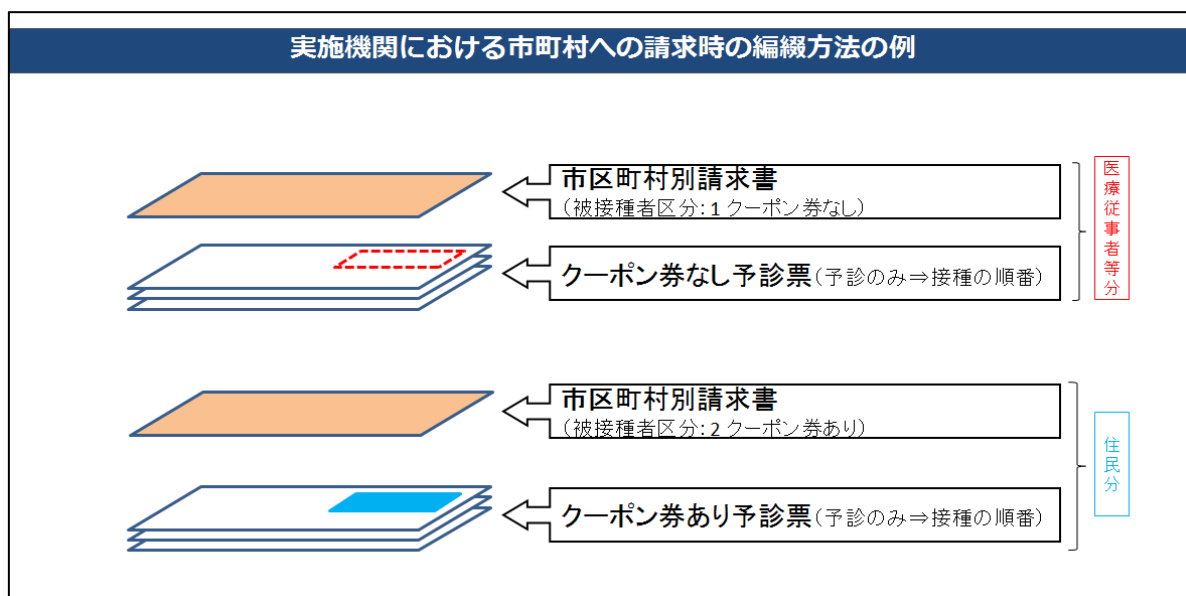 実施機関における市町村への請求時の編綴方法の例
市区町村別請求書
（被接種者区分:1 クーポン券なし）
クーポン券なし予診票(予診のみ⇒接種の順番)
医療従事者等分
市区町村別請求書
（被接種者区分:2 クーポン券あり）
クーポン券あり予診票(予診のみ⇒接種の順番)
住民分